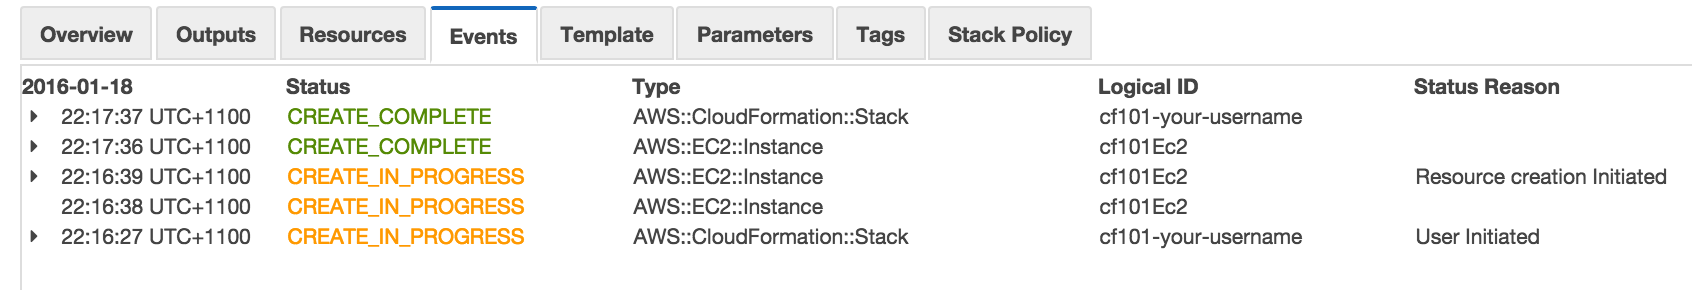 Overview Outputs Resources Events Template Parameters Tags Stack Policy
2016-01-18 Status Type Logical ID Status Reason
22:17:37 UTC+1100 CREATE_COMPLETE AWS::CloudFormation::Stack cf101-your-username
22:17:36 UTC+1100 CREATE_COMPLETE AWS::EC2::Instance cf101Ec2
22:16:39 UTC+1100 CREATE_IN_PROGRESS AWS::EC2::Instance cf101Ec2 Resource creation Initiated
22:16:38 UTC+1100 CREATE_IN_PROGRESS AWS::EC2::Instance cf101Ec2
22:16:27 UTC+1100 CREATE_IN_PROGRESS AWS::CloudFormation::Stack cf101-your-username User Initiated